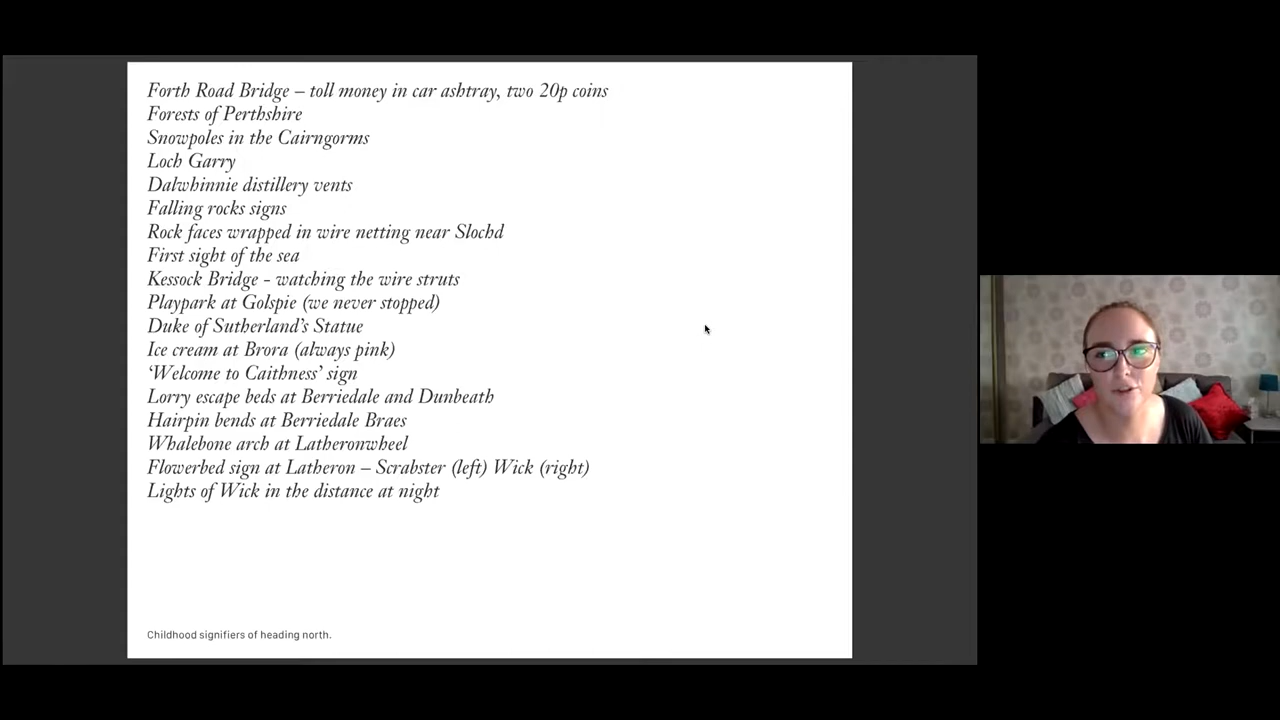 Forth Road Bridge – toll money in car ashtray, two 20p coins
Forests of Perthshire
Snowpoles in the Cairngorms
Loch Garry
Dalwhinnie distillery vents
Falling rocks signs
Rock faces wrapped in wire netting near Slochd
First sight of the sea
Kessock Bridge - watching the wire struts
Playpark at Golspie (we never stopped)
Duke of Sutherland’s Statue
Ice cream at Brora (always pink)
‘Welcome to Caithness’ sign
Lorry escape beds at Berriedale and Dunbeath
Hairpin bends at Berriedale Braes
Whalebone arch at Latheronwheel
Flowerbed sign at Latheron – Scrabster (left) Wick (right)
Lights of Wick in the distance at night
Childhood signifiers of heading north.